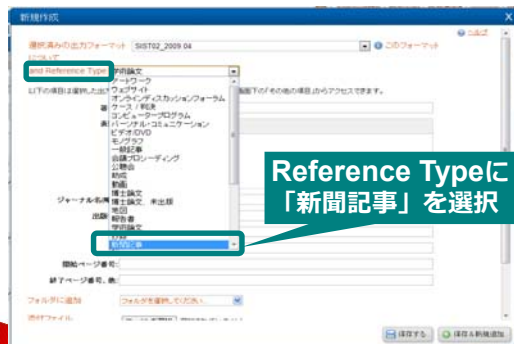 新規作成
X
ヘルプ
選択済みの出力フォーマット SIST02_2009.04 このフォーマット
について
and Reference Type 学術論文
アートワーク
ウェブサイト
以下の項目は選択した出 画面下の「その他の項目」からアクセスできます。
オンラインディスカッションフォーラム
ケース / 判決
コンピュータープログラム
パーソナル・コミュニケーション
ビデオ/DVD
モノグラフ
一般記事
会議プロシーディング
公聴会
助成
動画
博士論文
ジャーナル名
博士論文、未出版
地図
出版
報告書
学術論文
新聞記事
Reference Typeに
「新聞記事」を選択
開始ページ番号:
終了ページ番号、他:
フォルダに追加 フォルダを選択してください。
添付ファイル
保存する 保存&新規追加